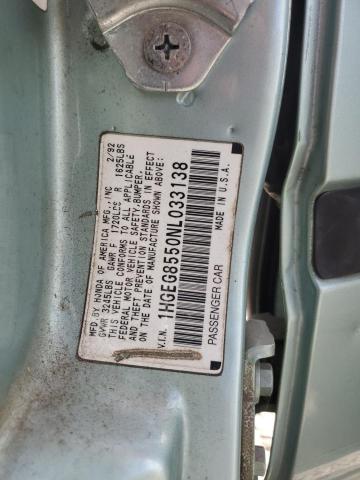 MFD. BY HONDA OF AMERICA MFG.,INC 2/92
GVWR 3245LBS GAWR F 1720LBS R 1625LBS
THIS VEHICLE CONFORMS TO ALL APPLICABLE
FEDERAL MOTOR VEHICLE SAFETY,BUMPER,
AND THEFT PREVENTION STANDARDS IN EFFECT
ON THE DATE OF MANUFACTURE SHOWN ABOVE:
V.I.N. 1HGEG8550NL033138 MADE IN U.S.A.
PASSENGER CAR